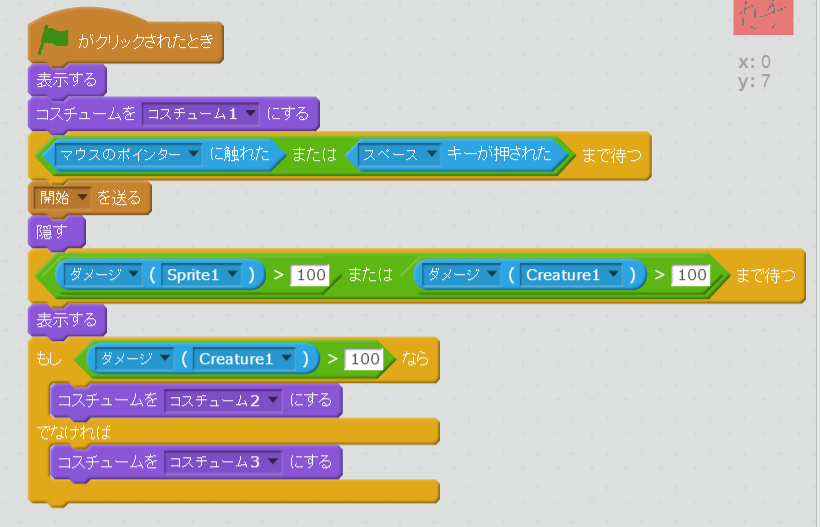 がクリックされたとき
x: 0
表示する
y: 7
コスチュームを コスチューム1 にする
マウスのポインター に触れた または スペース キーが押された まで待つ
開始 を送る
隠す
ダメージ ( Sprite1 ) > 100 または ダメージ ( Creature1 ) > 100 まで待つ
表示する
もし ダメージ ( Creature1 ) > 100 なら
コスチュームを コスチューム2 にする
でなければ
コスチュームを コスチューム3 にする